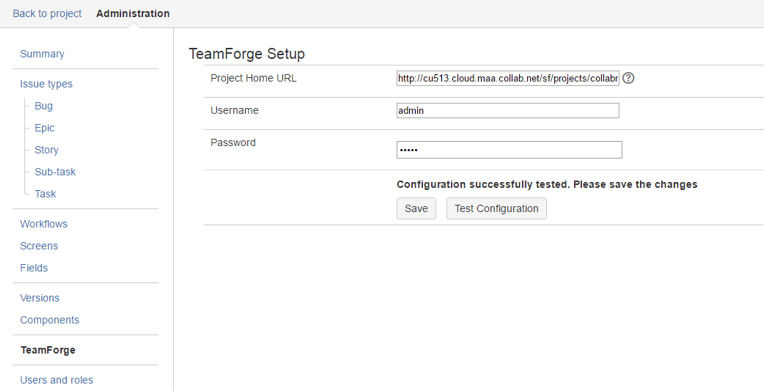 Back to project Administration
Summary
Issue types
Bug
Epic
Story
Sub-task
Task
Workflows
Screens
Fields
Versions
Components
TeamForge
Users and roles
TeamForge Setup
Project Home URL http://cu513.cloud.maa.collab.net/sf/projects/collabr
Username admin
Password •••••
Configuration successfully tested. Please save the changes
Save Test Configuration